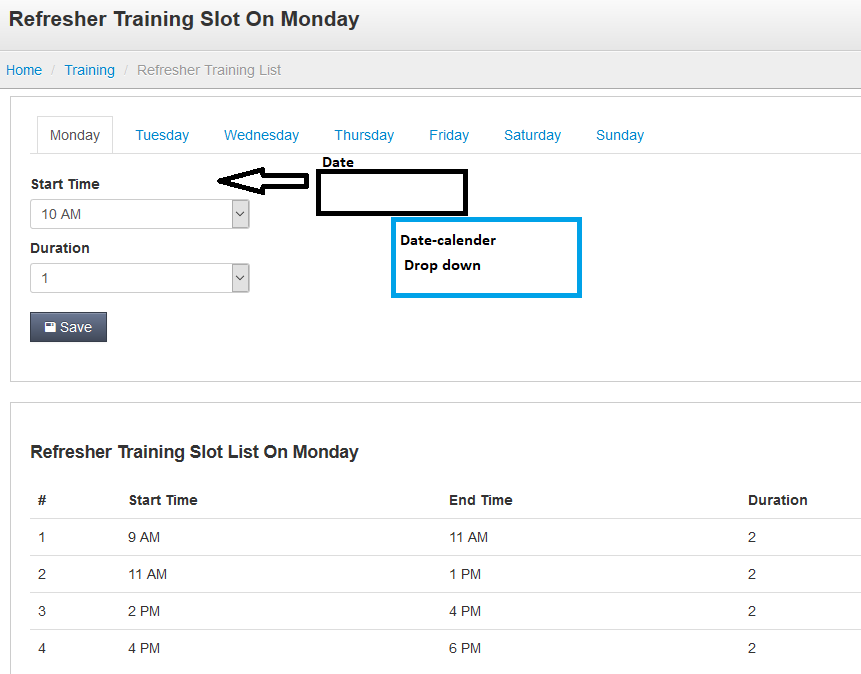 Refresher Training Slot On Monday
Home / Training / Refresher Training List
Monday Tuesday Wednesday Thursday Friday Saturday Sunday
Date
Start Time
10 AM
Date-calender
Drop down
Duration
1
Save
Refresher Training Slot List On Monday
# Start Time End Time Duration
1 9 AM 11 AM 2
2 11 AM 1 PM 2
3 2 PM 4 PM 2
4 4 PM 6 PM 2